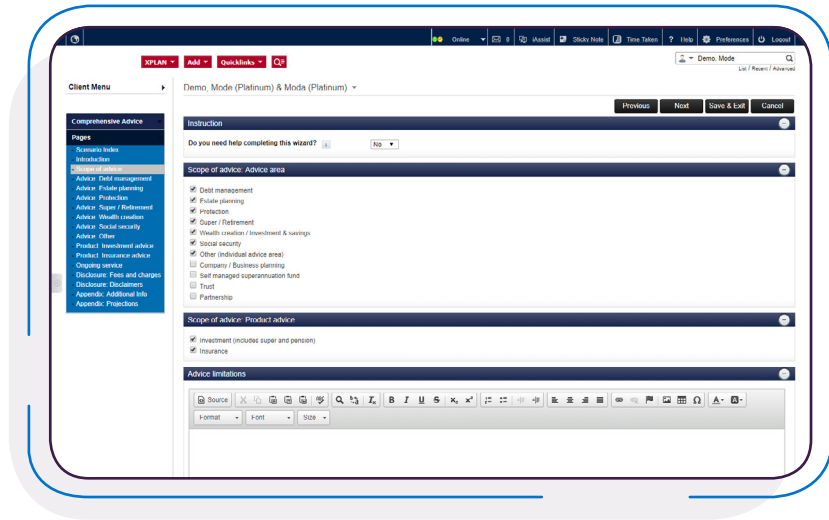 Online 0 iAssist Sticky Note Time Taken ? Help Preferences Logout
XPLAN Add Quicklinks Demo, Mode
List / Recent / Advanced
Client Menu Demo, Mode (Platinum) & Moda (Platinum)
Previous Next Save & Exit Cancel
Comprehensive Advice
Instruction
Pages
Do you need help completing this wizard? i No
Scenario Index
Introduction
Scope of advice
Scope of advice: Advice area
Advice: Debt management
Advice: Estate planning
Advice: Protection
Advice: Super / Retirement
Advice: Wealth creation
Advice: Social security
Advice: Other
Product: Investment advice
Product: Insurance advice
Ongoing service
Disclosure: Fees and charges
Disclosure: Disclaimers
Appendix: Additional Info
Appendix: Projections
Debt management
Estate planning
Protection
Super / Retirement
Wealth creation / Investment & savings
Social security
Other (individual advice area)
Company / Business planning
Self managed superannuation fund
Trust
Partnership
Scope of advice: Product advice
Investment (includes super and pension)
Insurance
Advice limitations
Source B I U S x₂ x² Ω A A
Format Font Size